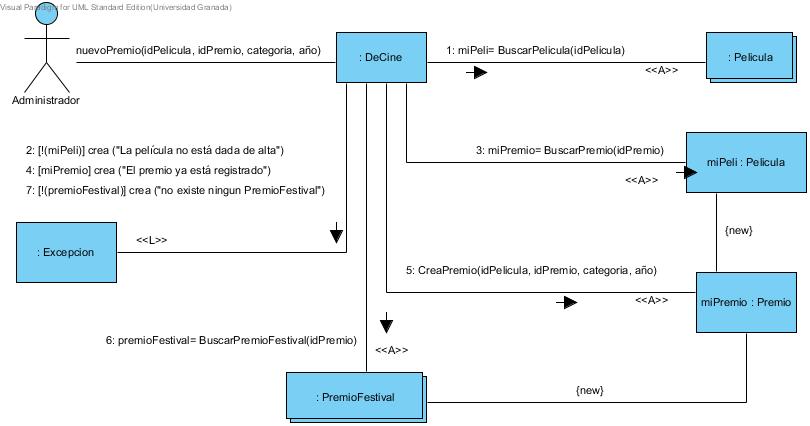 Visual Paradigm for UML Standard Edition(Universidad Granada)
nuevoPremio(idPelicula, idPremio, categoria, año)
: DeCine
1: miPeli= BuscarPelicula(idPelicula)
: Pelicula
<<A>>
Administrador
2: [!(miPeli)] crea ("La película no está dada de alta")
3: miPremio= BuscarPremio(idPremio)
miPeli : Pelicula
4: [miPremio] crea ("El premio ya está registrado")
<<A>>
7: [!(premioFestival)] crea ("no existe ningun PremioFestival")
{new}
<<L>>
: Excepcion
5: CreaPremio(idPelicula, idPremio, categoria, año)
<<A>>
miPremio : Premio
6: premioFestival= BuscarPremioFestival(idPremio)
<<A>>
{new}
: PremioFestival